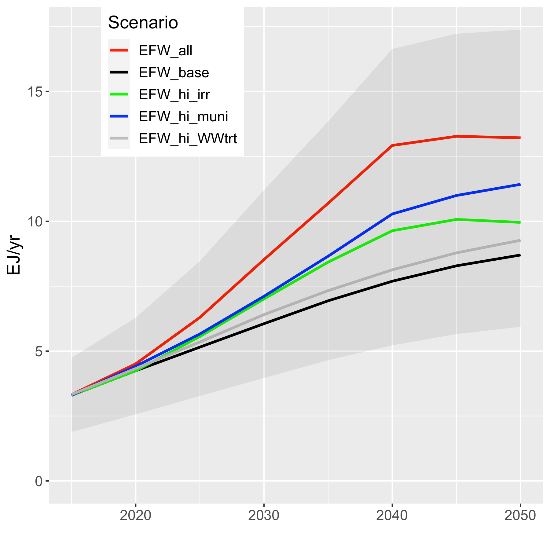 Scenario
EFW_all
EFW_base
EFW_hi_irr
EFW_hi_muni
EFW_hi_WWtrt
EJ/yr
15
10
5
0
2020 2030 2040 2050